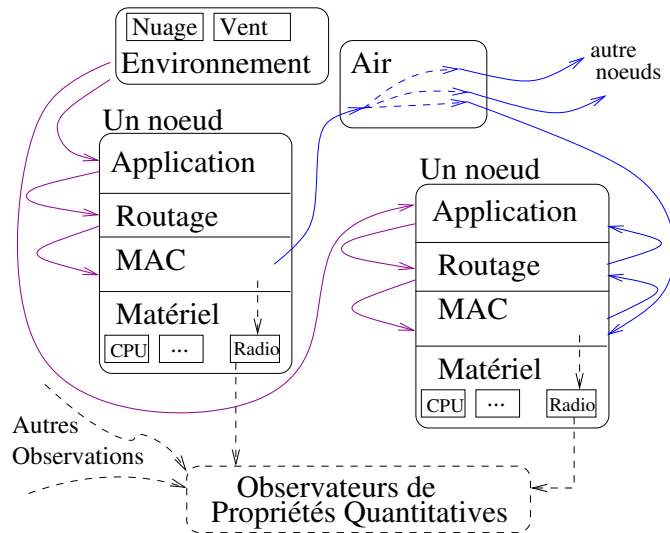 Nuage Vent
Environnement
Air
autre
noeuds
Un noeud
Application
Routage
MAC
Matériel
CPU ... Radio
Un noeud
Application
Routage
MAC
Matériel
CPU ... Radio
Autres
Observations
Observateurs de
Propriétés Quantitatives